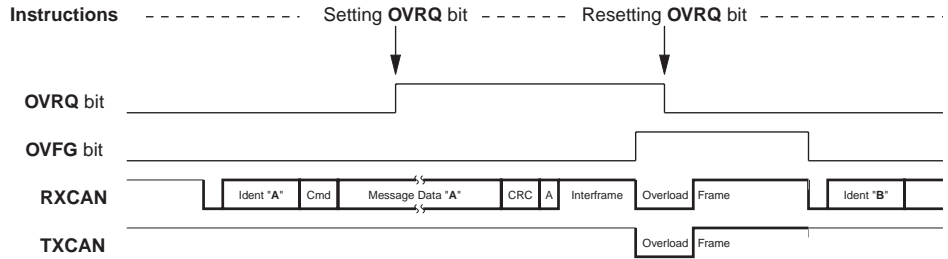 Instructions Setting OVRQ bit Resetting OVRQ bit
OVRQ bit
OVFG bit
RXCAN Ident "A" Cmd Message Data "A" CRC A Interframe Overload Frame Ident "B"
TXCAN Overload Frame